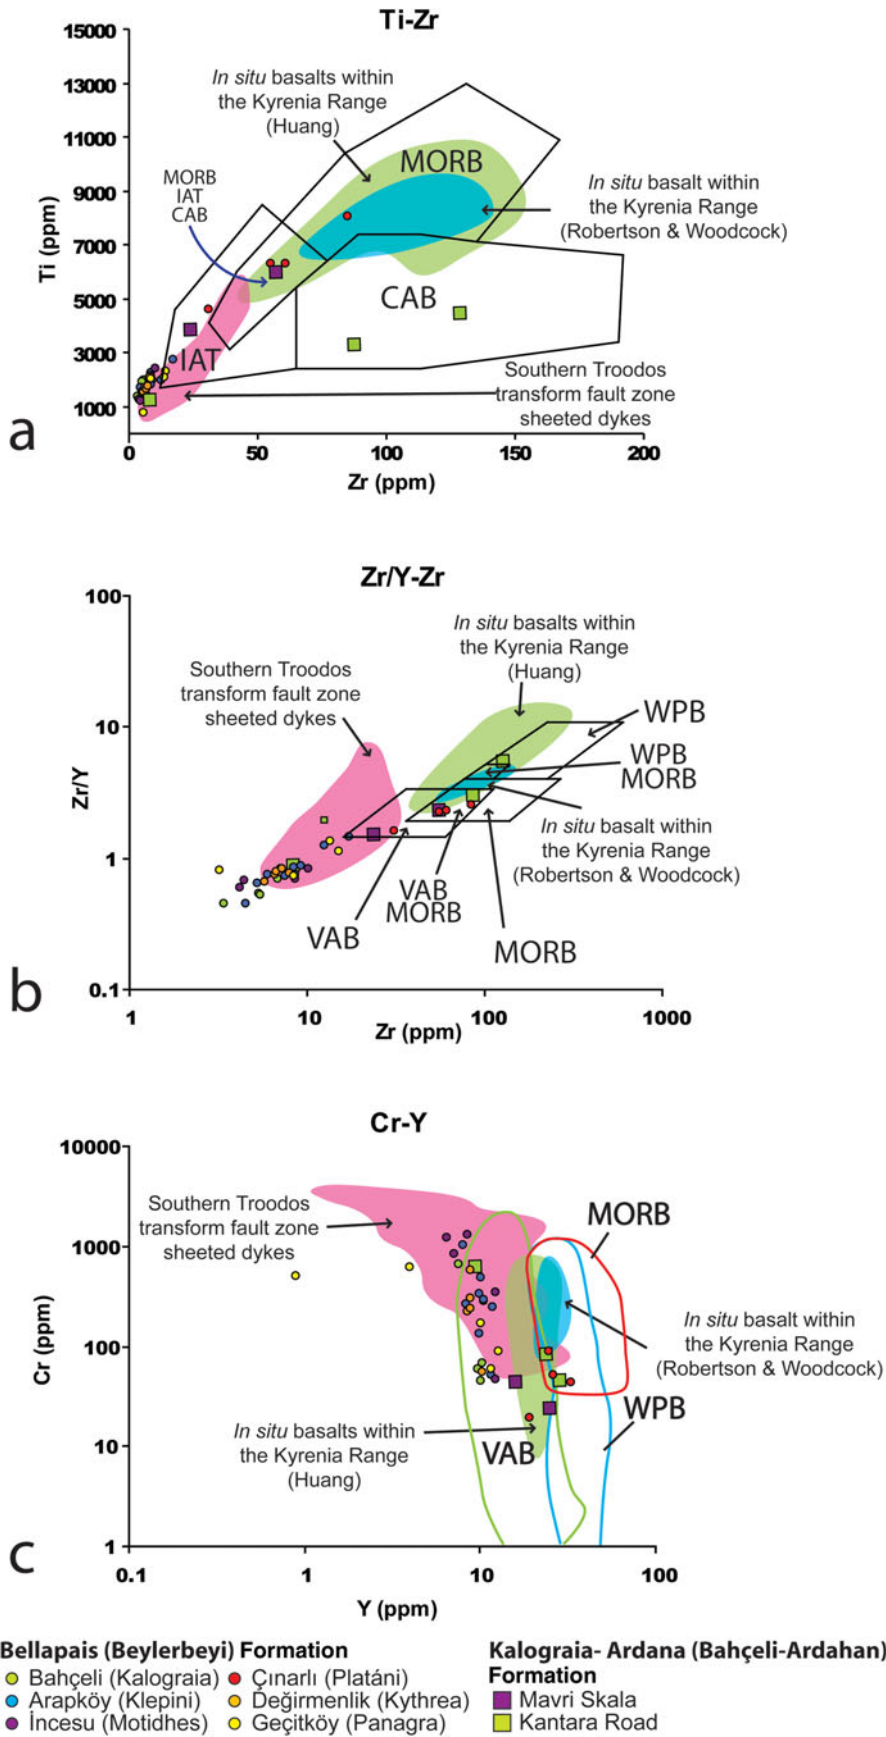 Ti-Zr
15000
13000
11000
9000
7000
5000
3000
1000
Ti (ppm)
In situ basalts within
the Kyrenia Range
(Huang)
MORB
MORB
IAT
CAB
In situ basalt within
the Kyrenia Range
(Robertson & Woodcock)
CAB
IAT
Southern Troodos
transform fault zone
sheeted dykes
a
0
50
100
150
200
Zr (ppm)
Zr/Y-Zr
100
10
1
0.1
Zr/Y
In situ basalts within
the Kyrenia Range
(Huang)
Southern Troodos
transform fault zone
sheeted dykes
WPB
WPB
MORB
In situ basalt within
the Kyrenia Range
(Robertson & Woodcock)
VAB
MORB
VAB
MORB
b
1
10
100
1000
Zr (ppm)
Cr-Y
10000
1000
100
10
1
Cr (ppm)
Southern Troodos
transform fault zone
sheeted dykes
MORB
In situ basalt within
the Kyrenia Range
(Robertson & Woodcock)
WPB
In situ basalts within
the Kyrenia Range
(Huang)
VAB
c
0.1
1
10
100
Y (ppm)
Bellapais (Beylerbeyi) Formation
Bahçeli (Kalograia)
Arapköy (Klepini)
İncesu (Motidhes)
Çınarlı (Platáni)
Değirmenlik (Kythrea)
Geçitköy (Panagra)
Kalograia- Ardana (Bahçeli-Ardahan)
Formation
Mavri Skala
Kantara Road